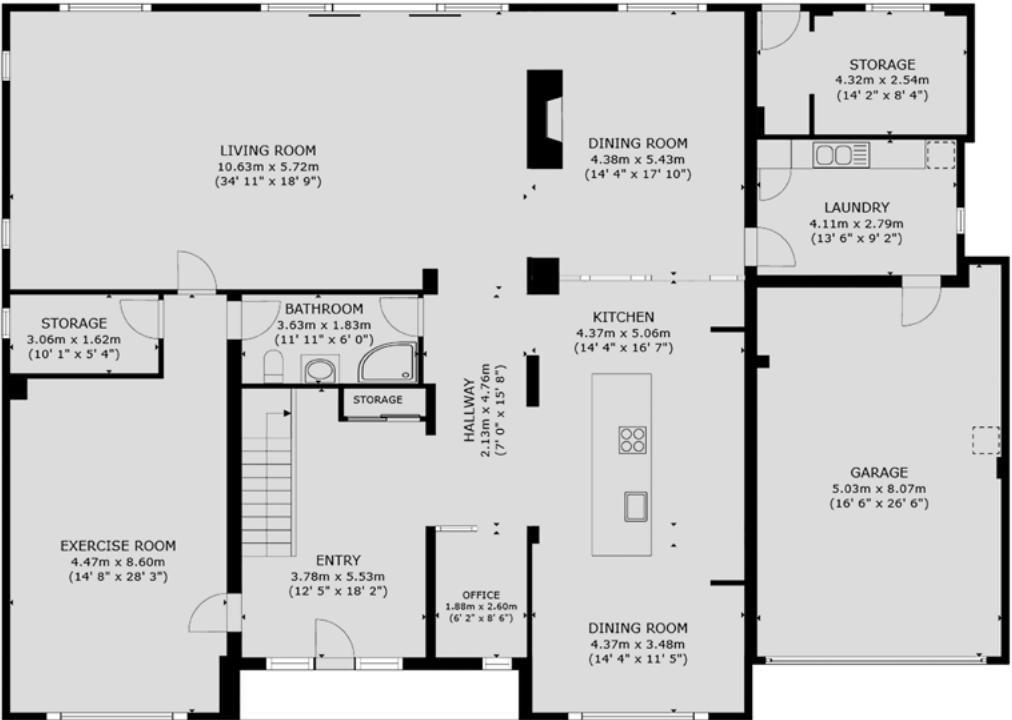 STORAGE
4.32m x 2.54m
(14' 2" x 8' 4")
LIVING ROOM
10.63m x 5.72m
(34' 11" x 18' 9")
DINING ROOM
4.38m x 5.43m
(14' 4" x 17' 10")
LAUNDRY
4.11m x 2.79m
(13' 6" x 9' 2")
STORAGE
3.06m x 1.62m
(10' 1" x 5' 4")
BATHROOM
3.63m x 1.83m
(11' 11" x 6' 0")
KITCHEN
4.37m x 5.06m
(14' 4" x 16' 7")
STORAGE
HALLWAY
2.13m x 4.76m
(7' 0" x 15' 8")
GARAGE
5.03m x 8.07m
(16' 6" x 26' 6")
EXERCISE ROOM
4.47m x 8.60m
(14' 8" x 28' 3")
ENTRY
3.78m x 5.53m
(12' 5" x 18' 2")
OFFICE
1.88m x 2.60m
(6' 2" x 8' 6")
DINING ROOM
4.37m x 3.48m
(14' 4" x 11' 5")